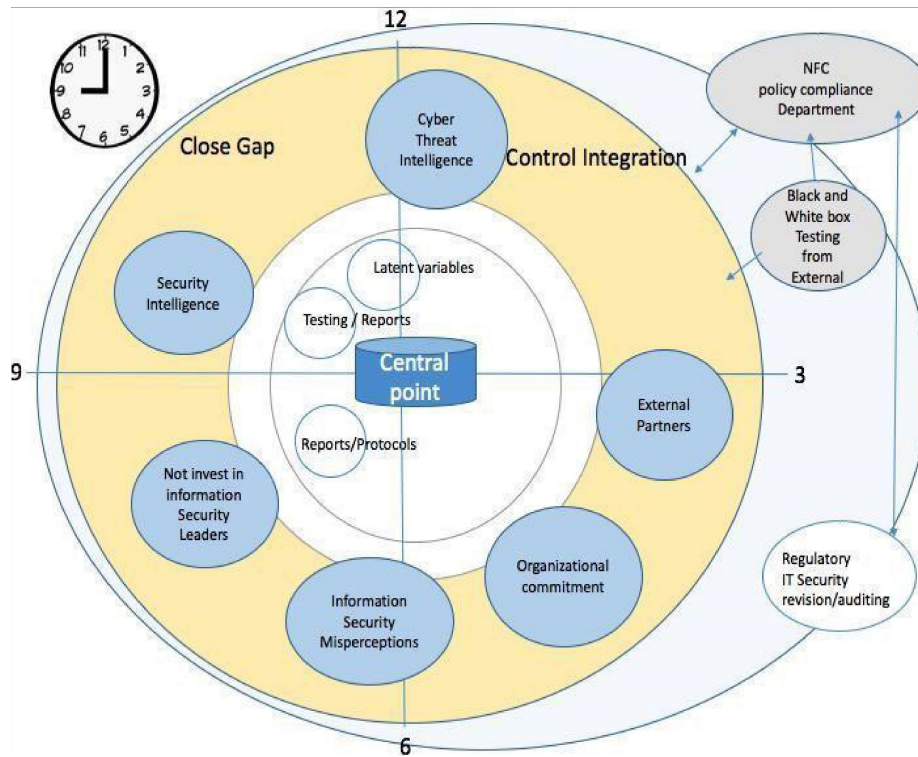 12
11
12
1
10
2
9
3
8
4
7
6
5
NFC
policy compliance
Department
Cyber
Threat
Intelligence
Close Gap
Control Integration
Black and
White box
Testing
from
External
Security
Intelligence
Latent variables
Testing / Reports
Central
point
9
3
External
Partners
Reports/Protocols
Not invest in
information
Security
Leaders
Organizational
commitment
Regulatory
IT Security
revision/auditing
Information
Security
Misperceptions
6